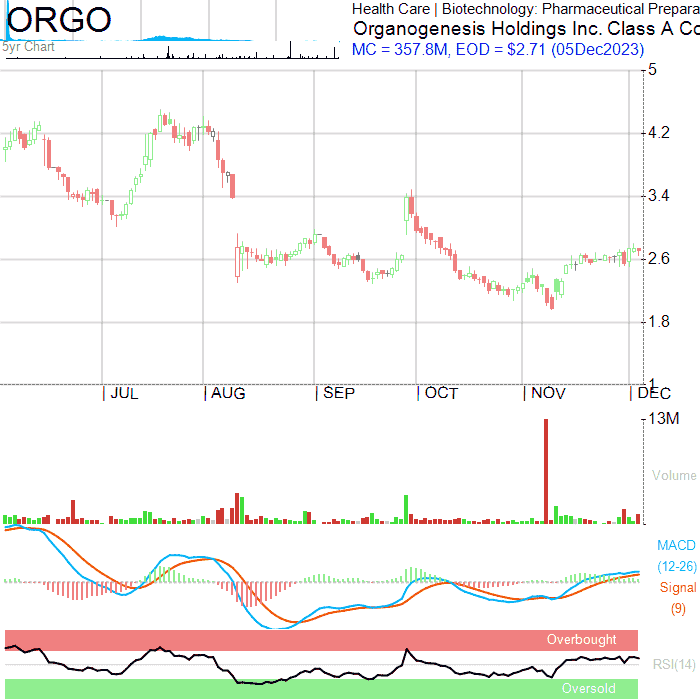 ORGO
Health Care | Biotechnology: Pharmaceutical Prepara
Organogenesis Holdings Inc. Class A Co
MC = 357.8M, EOD = $2.71 (05Dec2023)
5yr Chart
5
4.2
3.4
2.6
1.8
1
| JUL | AUG | SEP | OCT | NOV | DEC
13M
Volume
MACD
(12-26)
Signal
(9)
Overbought
RSI(14)
Oversold